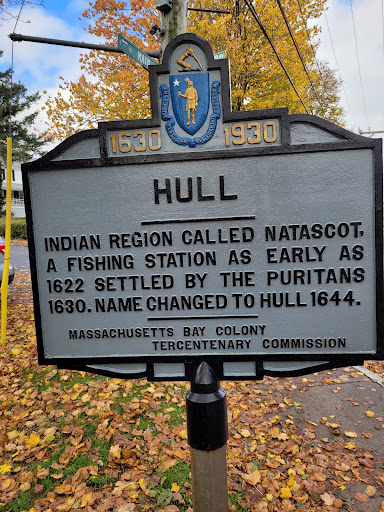 1630 1930
HULL
INDIAN REGION CALLED NATASCOT,
A FISHING STATION AS EARLY AS
1622 SETTLED BY THE PURITANS
1630. NAME CHANGED TO HULL 1644.
MASSACHUSETTS BAY COLONY
TERCENTENARY COMMISSION